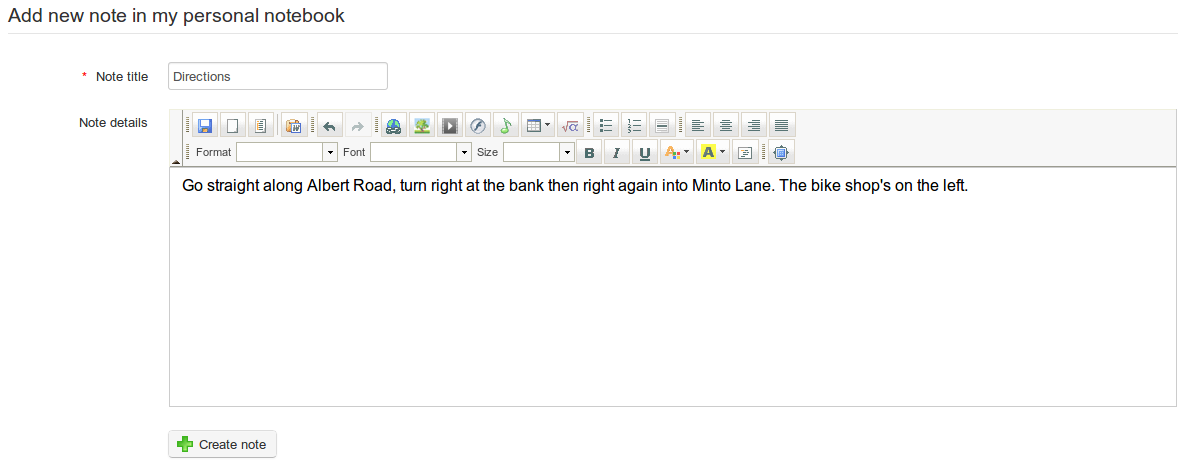 Add new note in my personal notebook
* Note title Directions
Note details
Format Font Size B I U A A
Go straight along Albert Road, turn right at the bank then right again into Minto Lane. The bike shop's on the left.
Create note